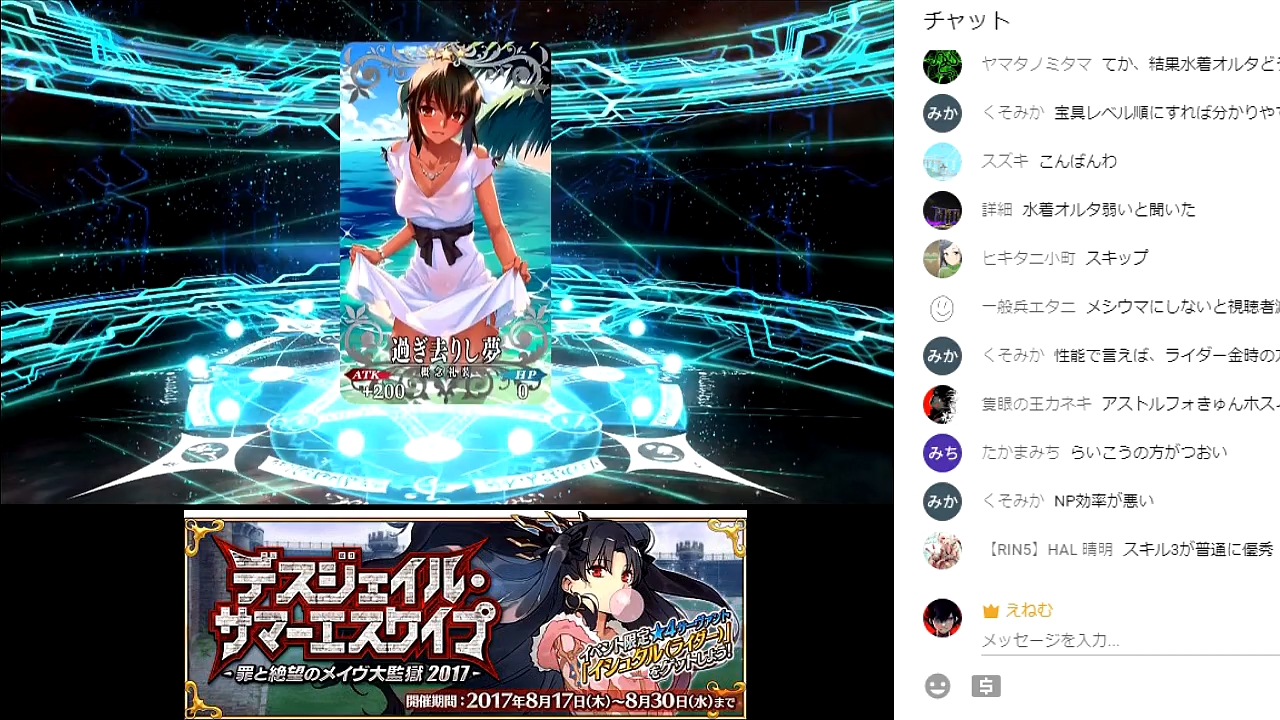 過ぎ去りし夢
概念礼装
ATK
+200
HP
0
デスジェイル・
サマーエスケイプ
-罪と絶望のメイヴ大監獄 2017-
イベント限定★4サーヴァント
「イシュタル(ライダー)」
をゲットしよう!
開催期間:2017年8月17日(木)~8月30日(水)まで
チャット
ヤマタノミタマ てか、結果水着オルタど
みか くそみか 宝具レベル順にすれば分かりや
スズキ こんばんわ
詳細 水着オルタ弱いと聞いた
ヒキタニ小町 スキップ
一般兵エタニ メシウマにしないと視聴者
みか くそみか 性能で言えば、ライダー金時の
隻眼の王カネキ アストルフォきゅんホス
みち たかまみち らいこうの方がつおい
みか くそみか NP効率が悪い
【RIN5】HAL 晴明 スキル3が普通に優秀
えねむ
メッセージを入力...